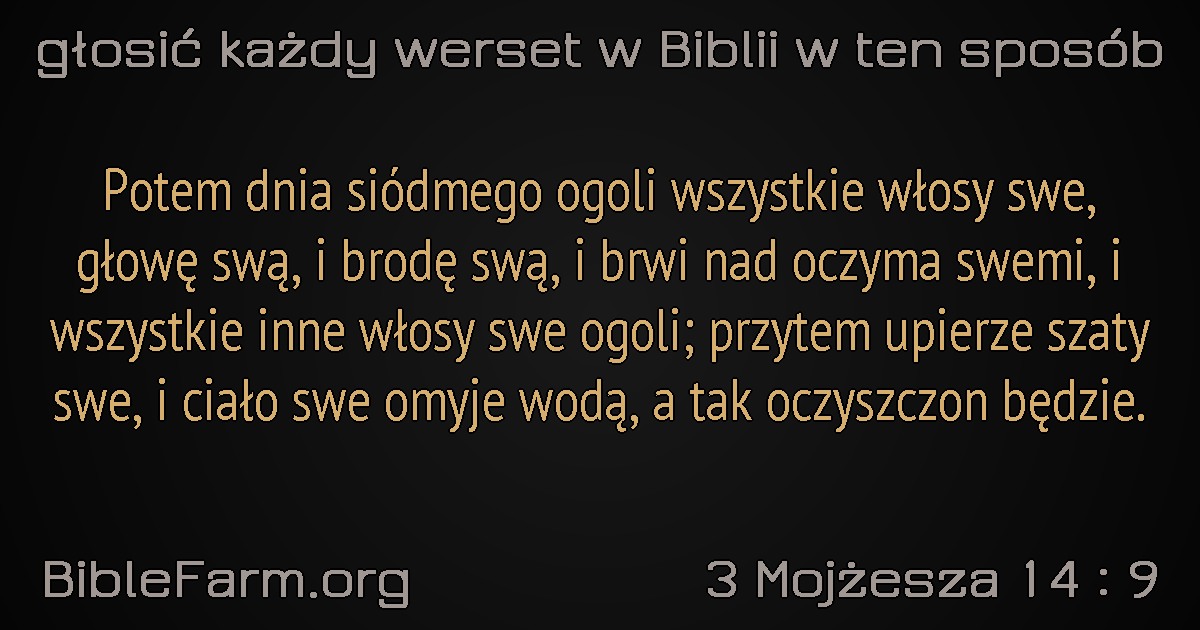 głosić każdy werset w Biblii w ten sposób
Potem dnia siódmego ogoli wszystkie włosy swe,
głowę swą, i brodę swą, i brwi nad oczyma swemi, i
wszystkie inne włosy swe ogoli; przytem upierze szaty
swe, i ciało swe omyje wodą, a tak oczyszczon będzie.
BibleFarm.org
3 Mojżesza 14 : 9